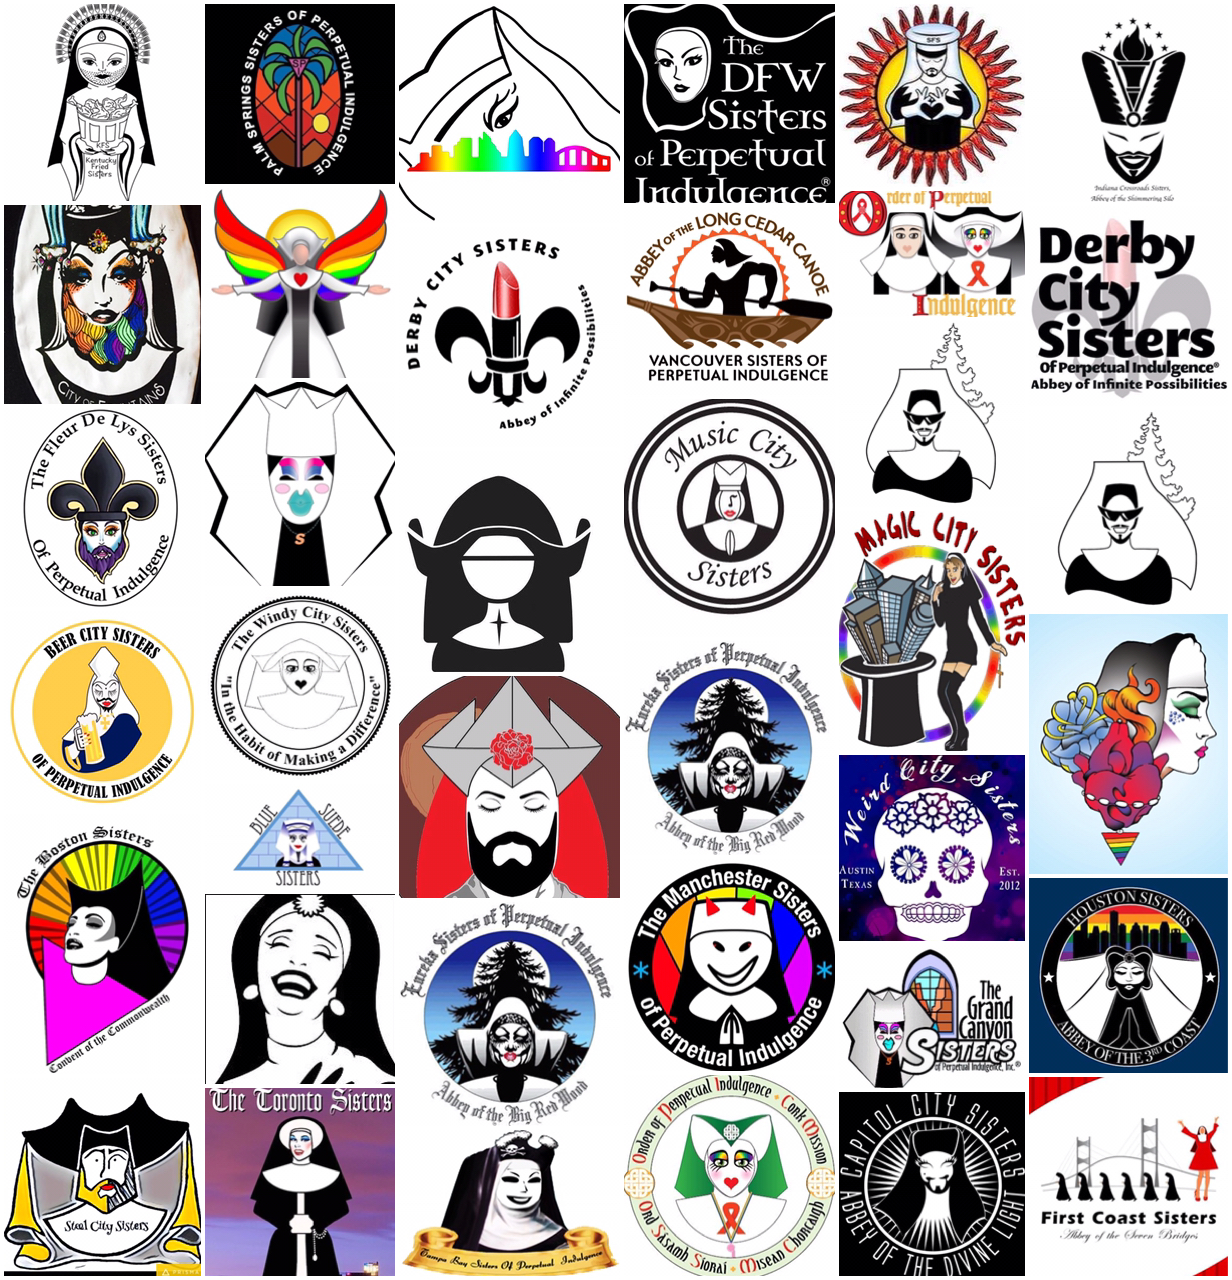 KFS
Kentucky
Fried
Sisters
PALM SPRINGS SISTERS OF PERPETUAL INDULGENCE
SP
The
DFW
Sisters
of Perpetual
Indulgence®
SFS
Indiana Crossroads Sisters,
Abbey of the Shimmering Silo
CITY OF FOUNTAINS
DERBY CITY SISTERS
Abbey of Infinite Possibilities
ABBEY OF THE LONG CEDAR CANOE
VANCOUVER SISTERS OF
PERPETUAL INDULGENCE
Order of Perpetual
Indulgence
Derby
City
Sisters
Of Perpetual Indulgence®
Abbey of Infinite Possibilities
The Fleur De Lys Sisters
Of Perpetual Indulgence
S
Music City
Sisters
MAGIC CITY SISTERS
BEER CITY SISTERS
OF PERPETUAL INDULGENCE
The Windy City Sisters
"In the Habit of Making a Difference"
Eureka Sisters of Perpetual Indulgence
Abbey of the Big Red Wood
BLUE SUEDE
SISTERS
Weird City Sisters
AUSTIN
TEXAS
EST.
2012
The Boston Sisters
Convent of the Commonwealth
Eureka Sisters of Perpetual Indulgence
Abbey of the Big Red Wood
The Manchester Sisters
of Perpetual Indulgence
The
Grand
Canyon
SISTERS
of Perpetual Indulgence, Inc.®
HOUSTON SISTERS
ABBEY OF THE 3RD COAST
Steel City Sisters
The Toronto Sisters
Tampa Bay Sisters Of Perpetual Indulgence
Order of Perpetual Indulgence · Cork Mission
Ord Sásamh Síoraí · Misean Chorcaigh
CAPITOL CITY SISTERS
ABBEY OF THE DIVINE LIGHT
First Coast Sisters
Abbey of the Seven Bridges